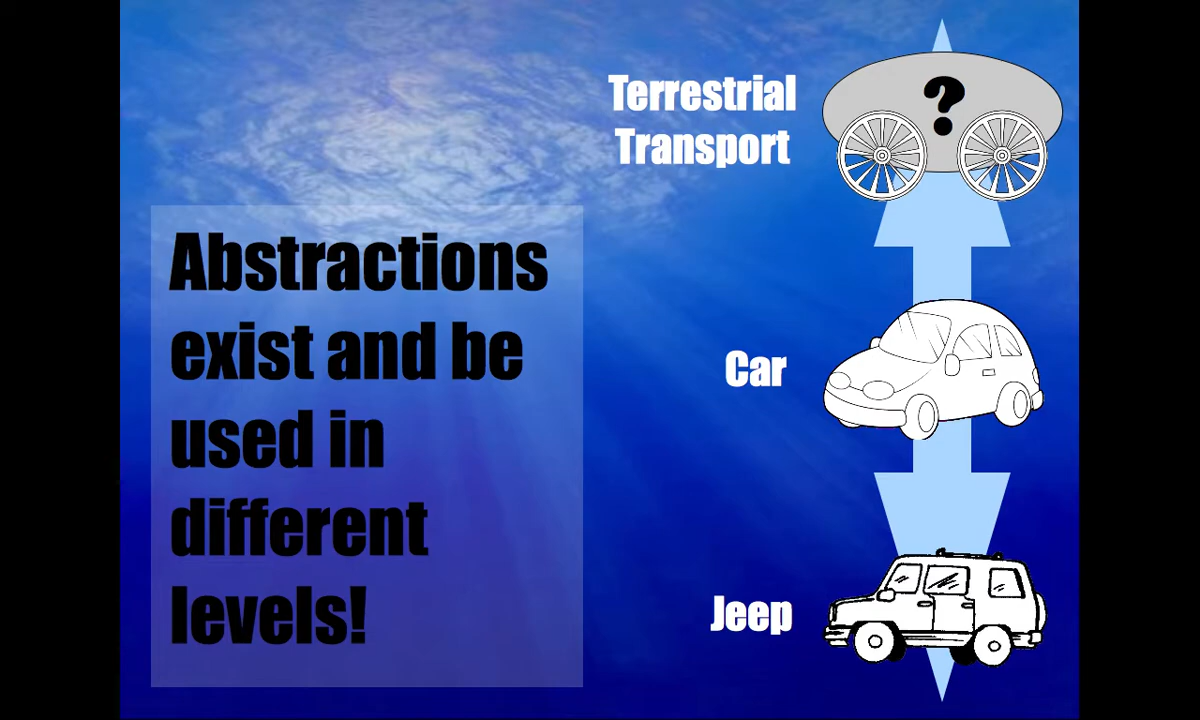 Terrestrial
Transport
?
Abstractions
exist and be
used in
different
levels!
Car
Jeep